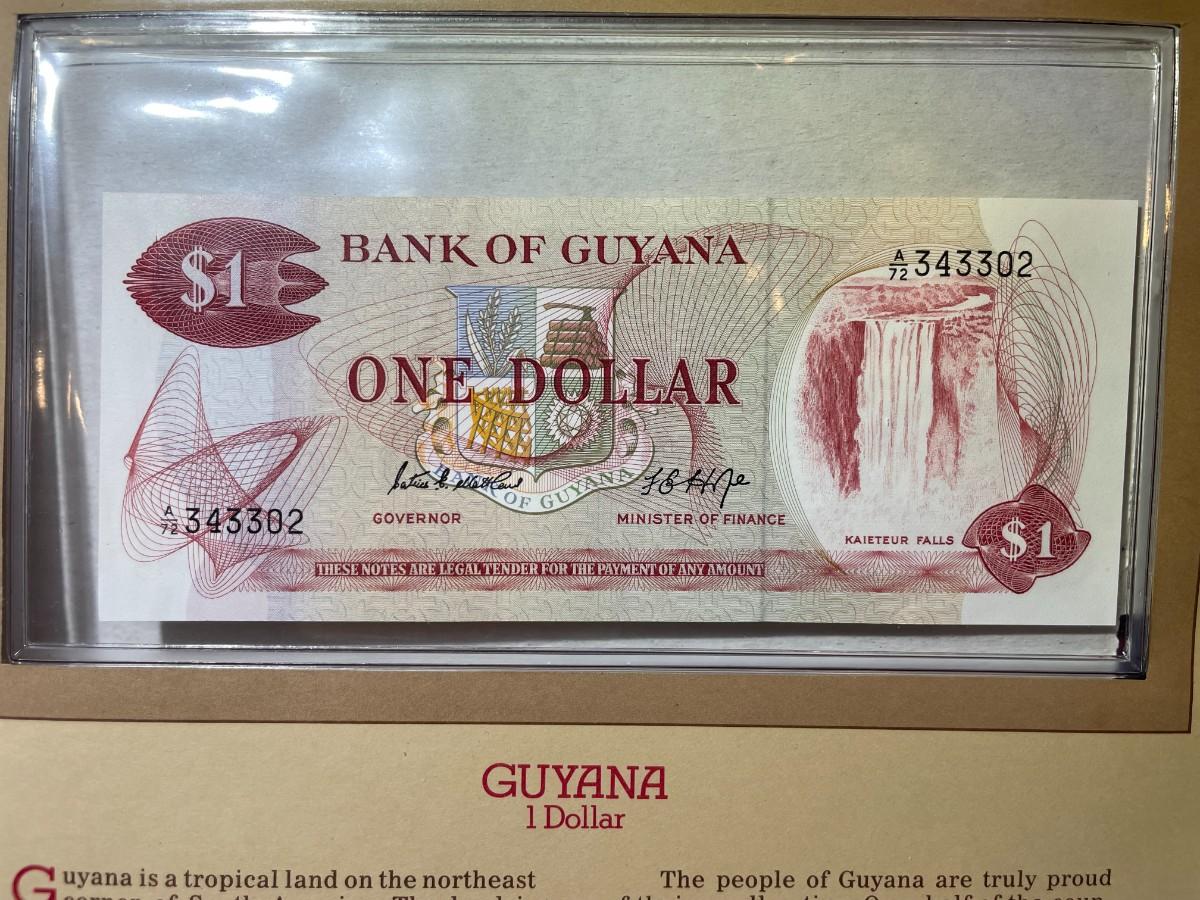 $1
BANK OF GUYANA
A/72 343302
ONE DOLLAR
BANK OF GUYANA
GOVERNOR
MINISTER OF FINANCE
A/72 343302
KAIETEUR FALLS
$1
THESE NOTES ARE LEGAL TENDER FOR THE PAYMENT OF ANY AMOUNT
GUYANA
1 Dollar
Guyana is a tropical land on the northeast
The people of Guyana are truly proud